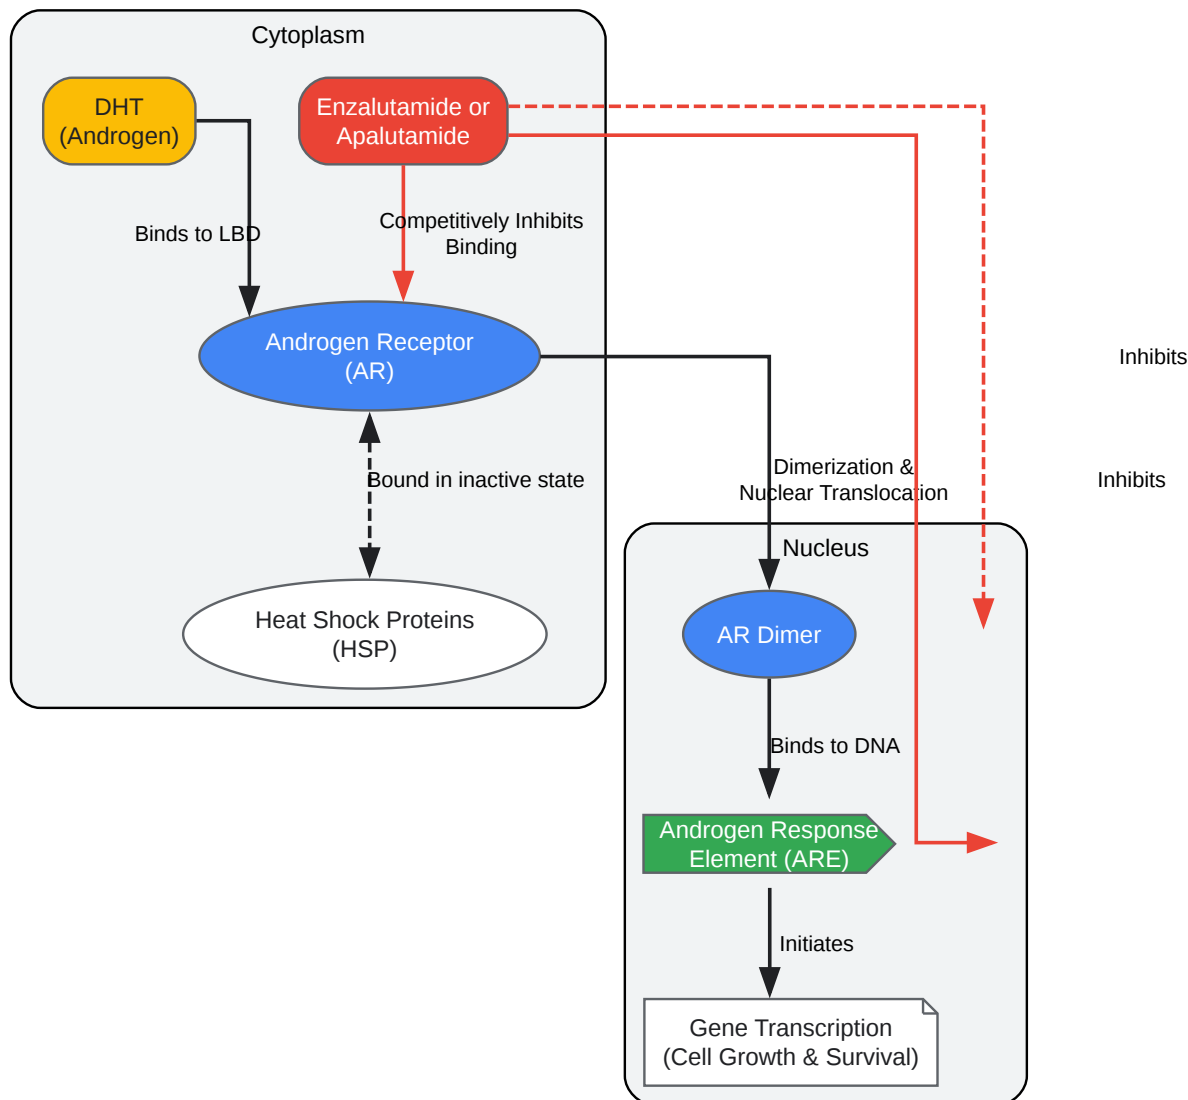 Cytoplasm
DHT
(Androgen)
Enzalutamide or
Apalutamide
Binds to LBD
Competitively Inhibits
Binding
Androgen Receptor
(AR)
Inhibits
Bound in inactive state
Dimerization &
Nuclear Translocation
Inhibits
Nucleus
Heat Shock Proteins
(HSP)
AR Dimer
Binds to DNA
Androgen Response
Element (ARE)
Initiates
Gene Transcription
(Cell Growth & Survival)